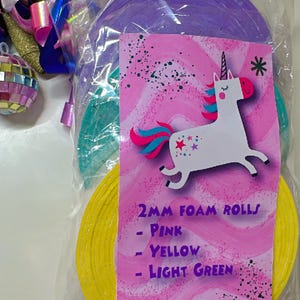 2mm Foam Rolls
- Pink
- Yellow
- Light Green